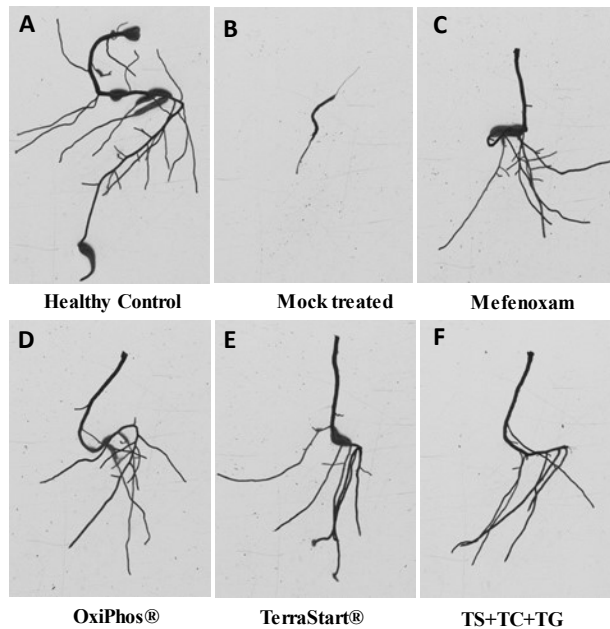 A
B
C
Healthy Control
Mock treated
Mefenoxam
D
E
F
OxiPhos®
TerraStart®
TS+TC+TG